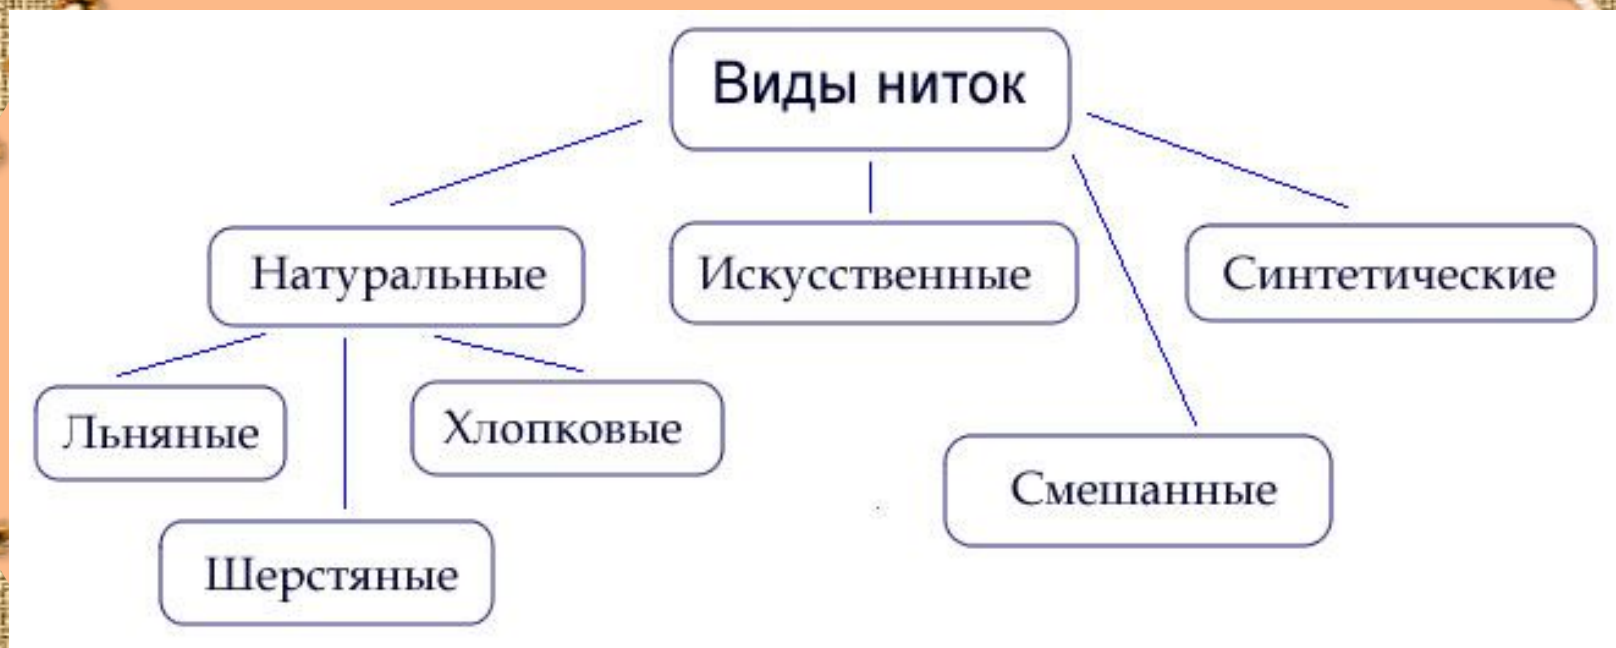 Виды ниток
Натуральные
Искусственные
Синтетические
Льняные
Хлопковые
Смешанные
Шерстяные